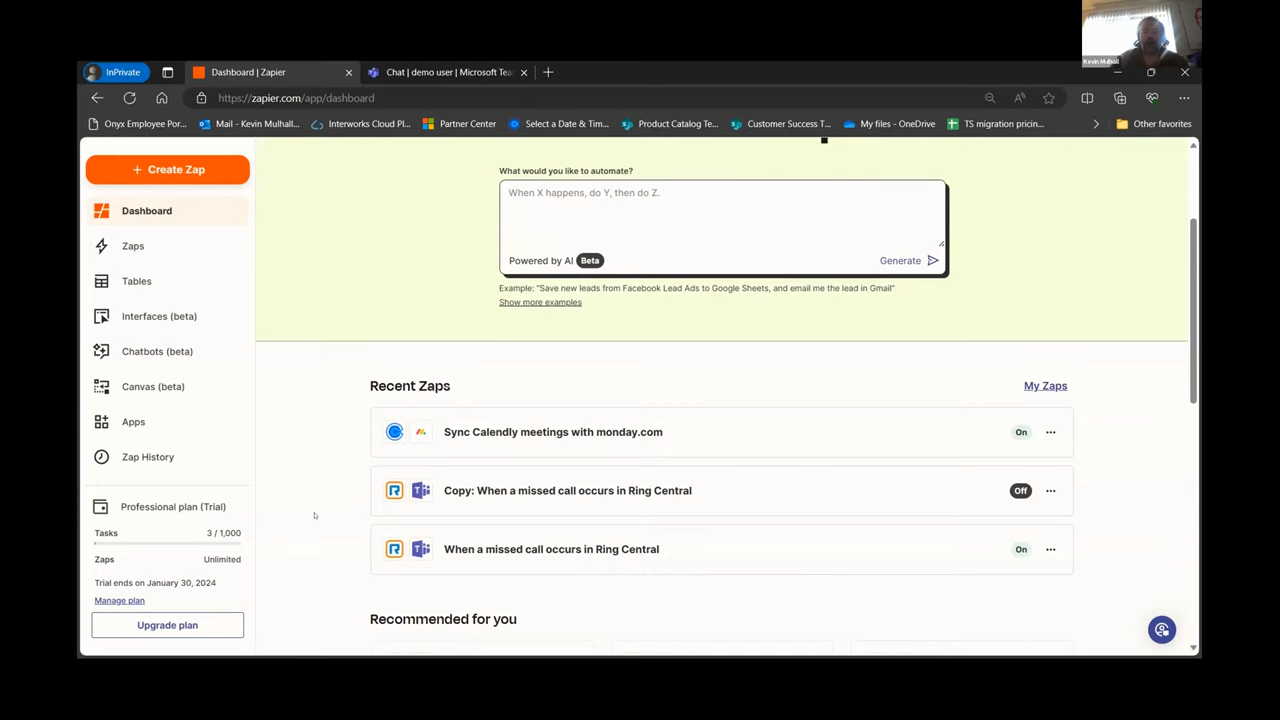 Kevin Mulhall
InPrivate
Dashboard | Zapier
Chat | demo user | Microsoft Tea
https://zapier.com/app/dashboard
Onyx Employee Por...
Mail - Kevin Mulhall...
Interworks Cloud Pl...
Partner Center
Select a Date & Tim...
Product Catalog Te...
Customer Success T...
My files - OneDrive
TS migration pricin...
Other favorites
+ Create Zap
Dashboard
Zaps
Tables
Interfaces (beta)
Chatbots (beta)
Canvas (beta)
Apps
Zap History
Professional plan (Trial)
Tasks 3 / 1,000
Zaps Unlimited
Trial ends on January 30, 2024
Manage plan
Upgrade plan
What would you like to automate?
When X happens, do Y, then do Z.
Powered by AI Beta
Generate
Example: "Save new leads from Facebook Lead Ads to Google Sheets, and email me the lead in Gmail"
Show more examples
Recent Zaps
My Zaps
Sync Calendly meetings with monday.com
On
Copy: When a missed call occurs in Ring Central
Off
When a missed call occurs in Ring Central
On
Recommended for you